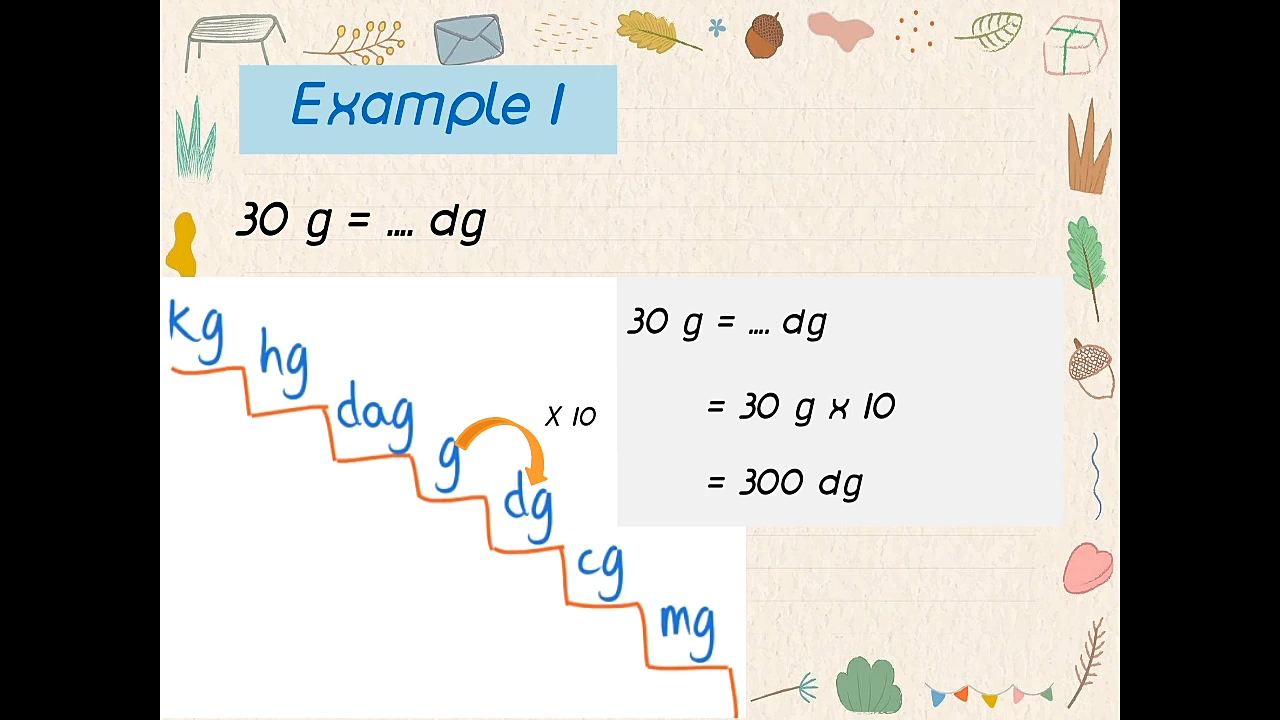 Example 1
30 g = .... dg
kg
hg
dag
g
X 10
dg
cg
mg
30 g = .... dg
= 30 g x 10
= 300 dg